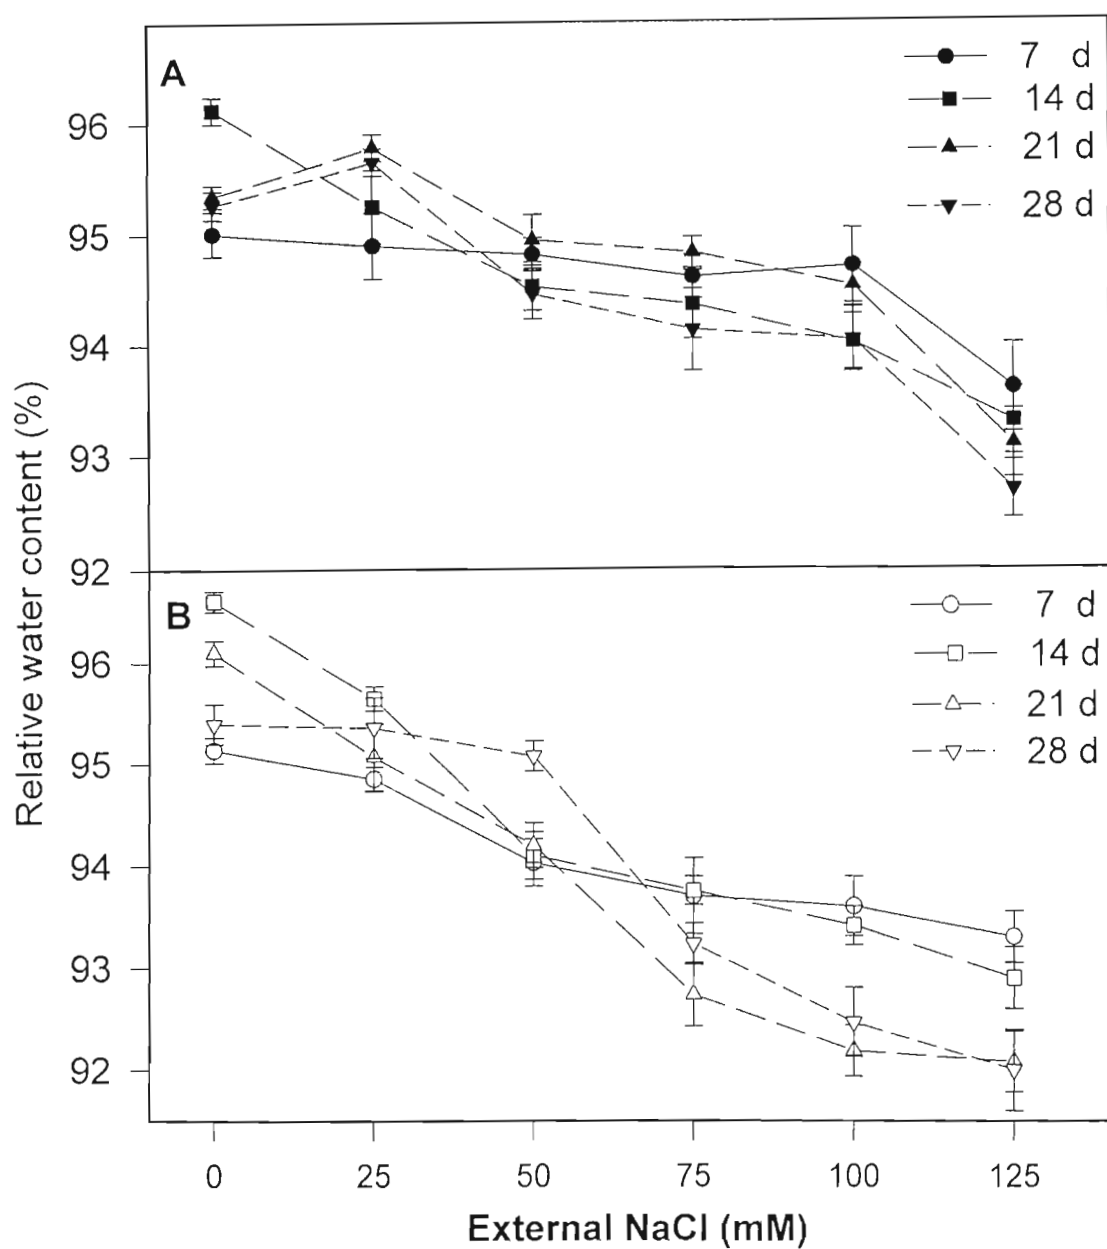 A
7 d
14 d
21 d
28 d
96
95
94
93
92
B
7 d
14 d
21 d
28 d
96
95
94
93
92
Relative water content (%)
0 25 50 75 100 125
External NaCl (mM)